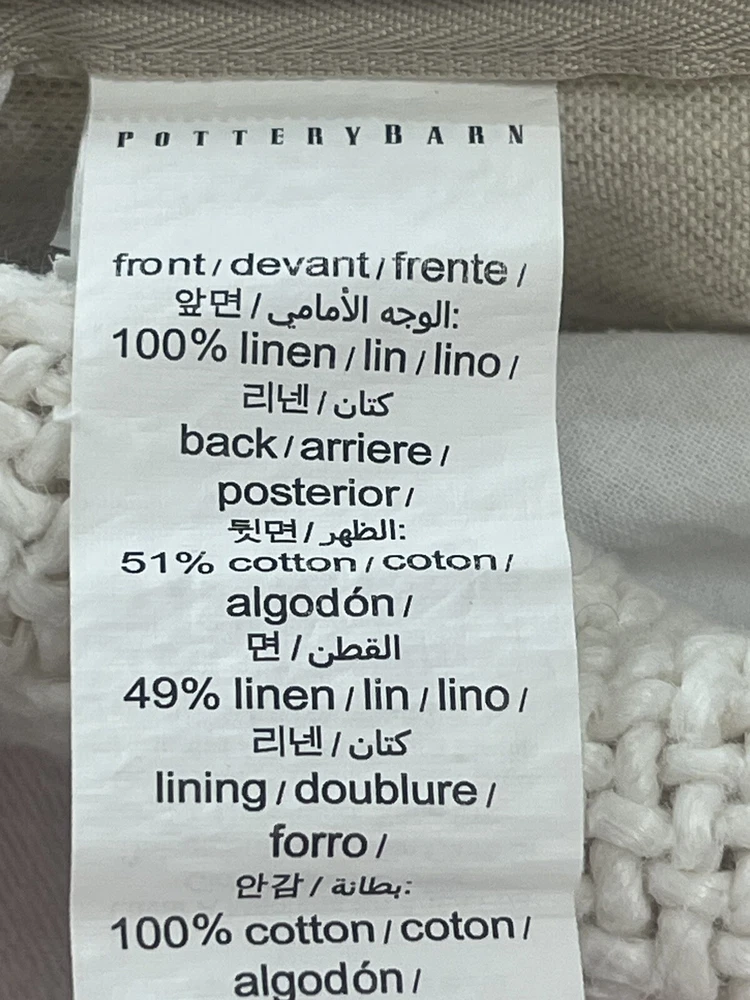 POTTERYBARN
front / devant / frente /
앞면 / الوجه الأمامي:
100% linen / lin / lino /
리넨 / كتان
back / arriere /
posterior /
뒷면 / الظهر:
51% cotton / coton /
algodón /
면 / القطن
49% linen / lin / lino /
리넨 / كتان
lining / doublure /
forro /
안감 / بطانة:
100% cotton / coton /
algodón /